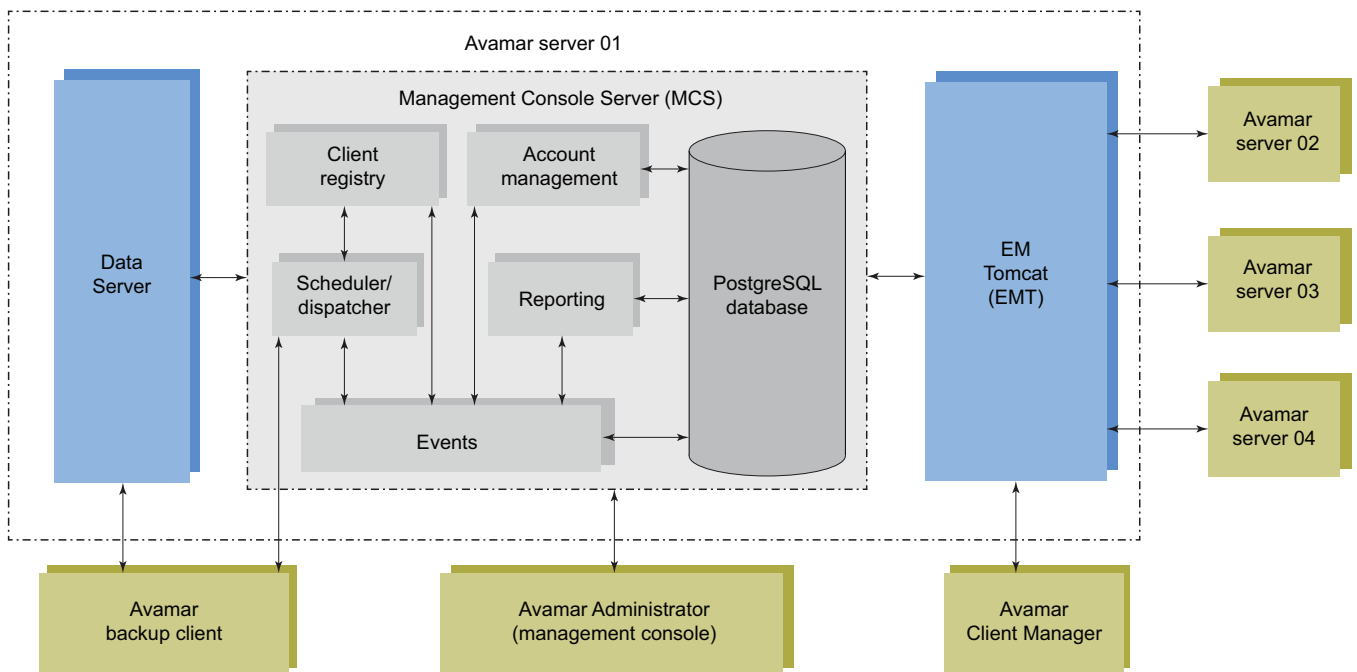 Avamar server 01
Management Console Server (MCS)
Client
registry
Account
management
Data
Server
Scheduler/
dispatcher
Reporting
PostgreSQL
database
Events
EM
Tomcat
(EMT)
Avamar
server 02
Avamar
server 03
Avamar
server 04
Avamar
backup client
Avamar Administrator
(management console)
Avamar
Client Manager